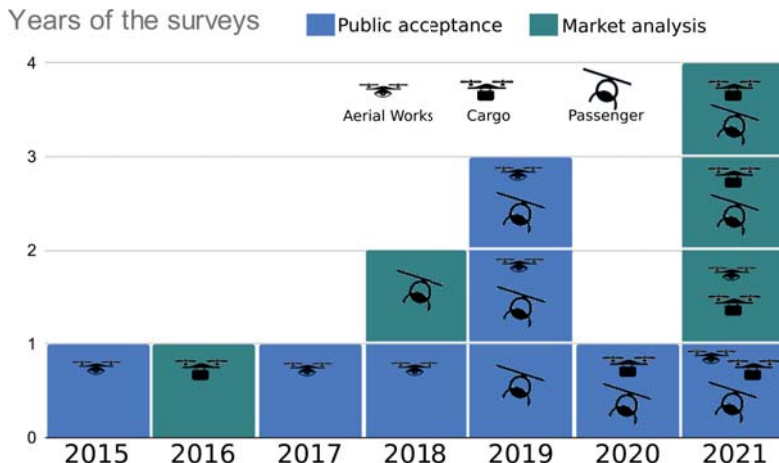 Years of the surveys
Public acceptance
Market analysis
4
Aerial Works
Cargo
Passenger
3
2
1
0
2015
2016
2017
2018
2019
2020
2021